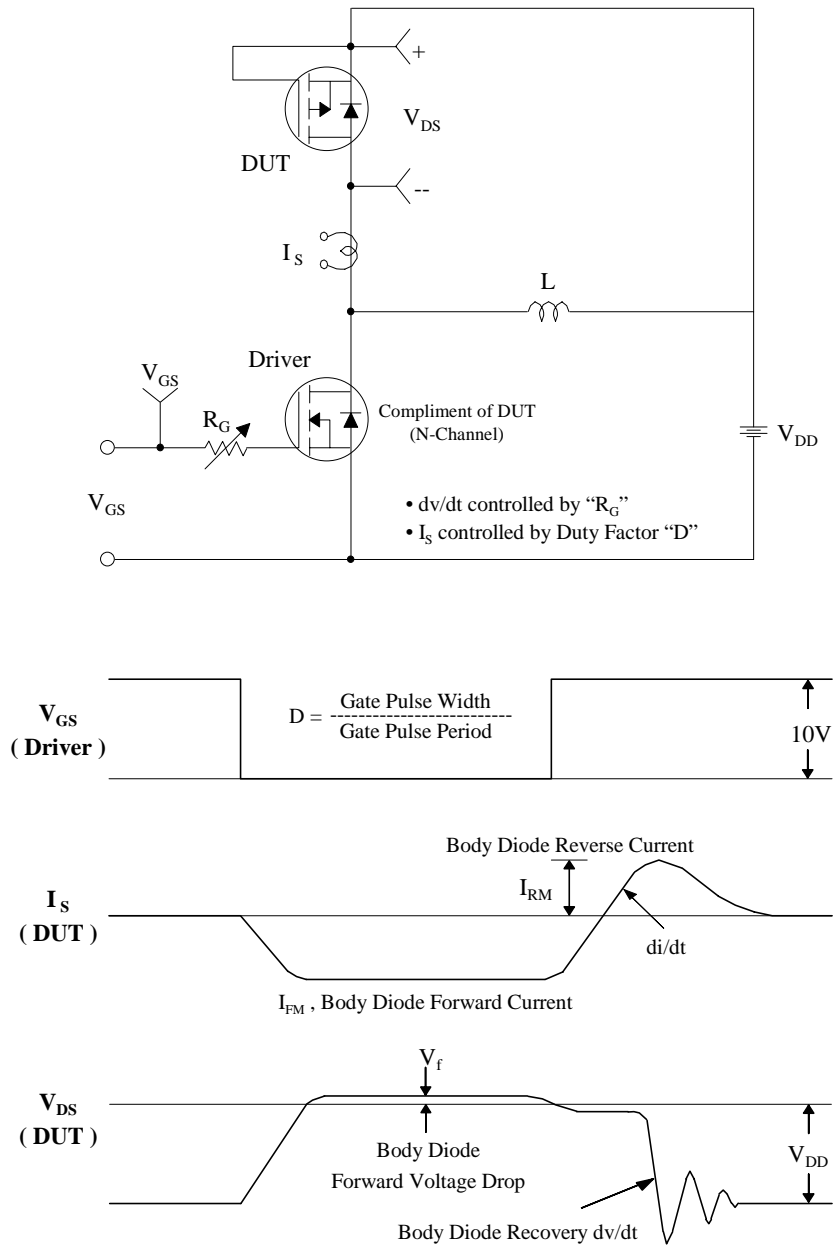 +
V_DS
DUT
--
I_S
L
Driver
V_GS
R_G
Compliment of DUT
(N-Channel)
V_DD
V_GS
• dv/dt controlled by “R_G”
• I_S controlled by Duty Factor “D”
V_GS
( Driver )
D = Gate Pulse Width
--------------------------
Gate Pulse Period
10V
Body Diode Reverse Current
I_S
( DUT )
I_RM
di/dt
I_FM , Body Diode Forward Current
V_f
V_DS
( DUT )
Body Diode
Forward Voltage Drop
V_DD
Body Diode Recovery dv/dt